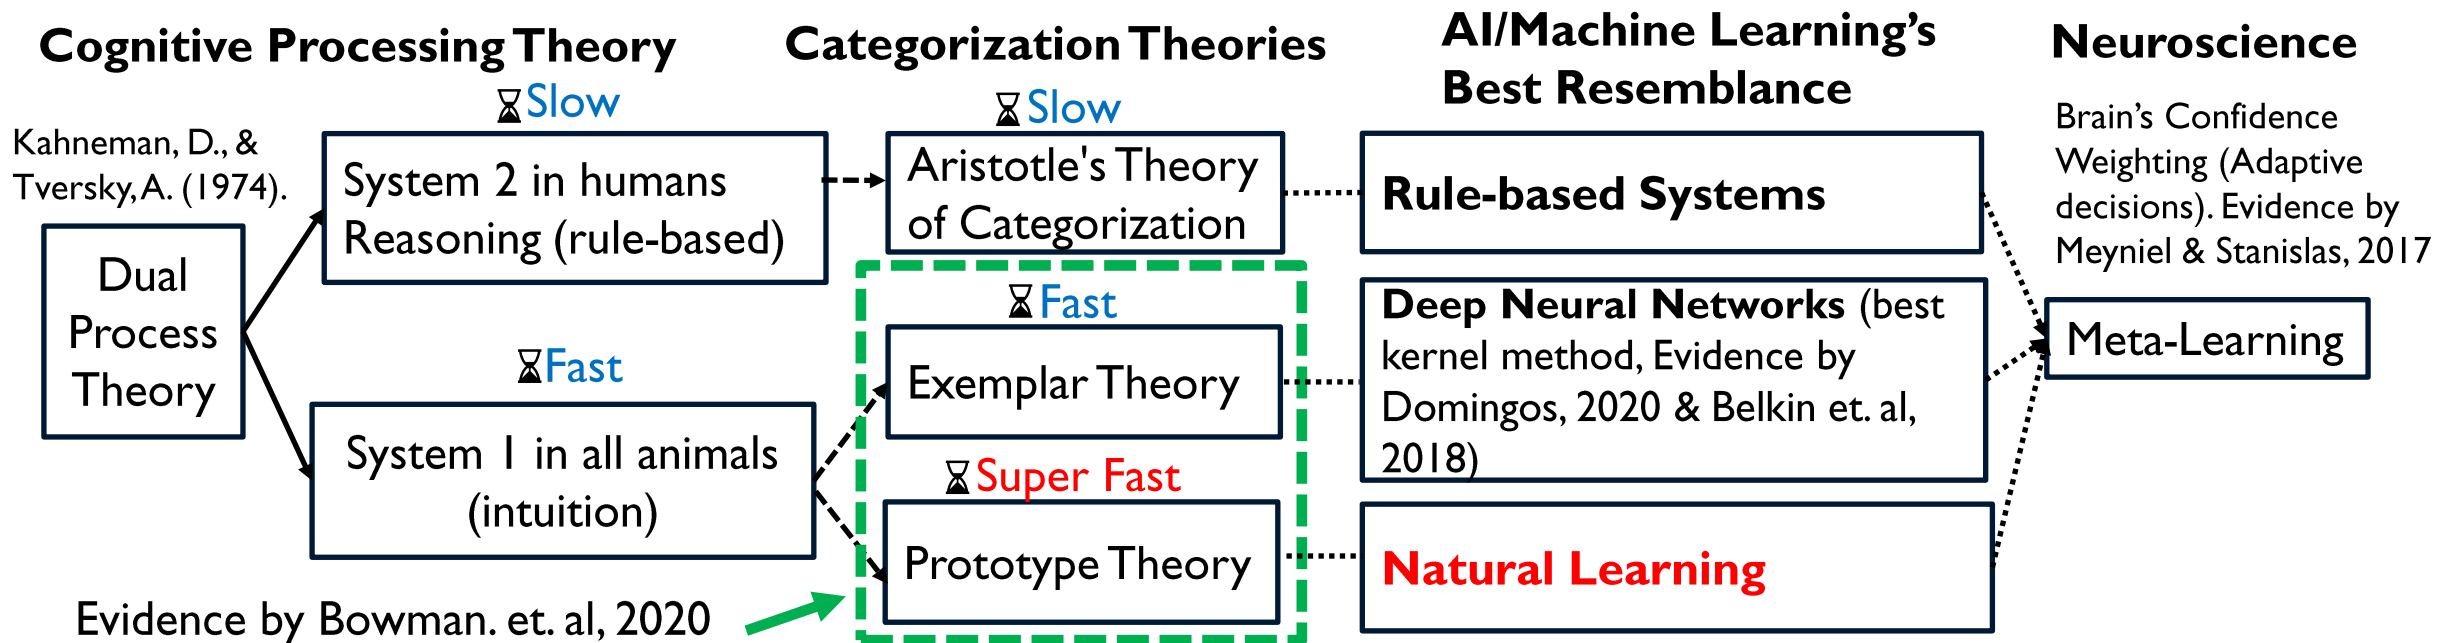 Cognitive Processing Theory
Kahneman, D., &
Tversky, A. (1974).
Dual
Process
Theory
Slow
System 2 in humans
Reasoning (rule-based)
Fast
System 1 in all animals
(intuition)
Evidence by Bowman. et. al, 2020
Categorization Theories
Slow
Aristotle's Theory
of Categorization
Fast
Exemplar Theory
Super Fast
Prototype Theory
AI/Machine Learning’s
Best Resemblance
Rule-based Systems
Deep Neural Networks (best
kernel method, Evidence by
Domingos, 2020 & Belkin et. al,
2018)
Natural Learning
Neuroscience
Brain’s Confidence
Weighting (Adaptive
decisions). Evidence by
Meyniel & Stanislas, 2017
Meta-Learning